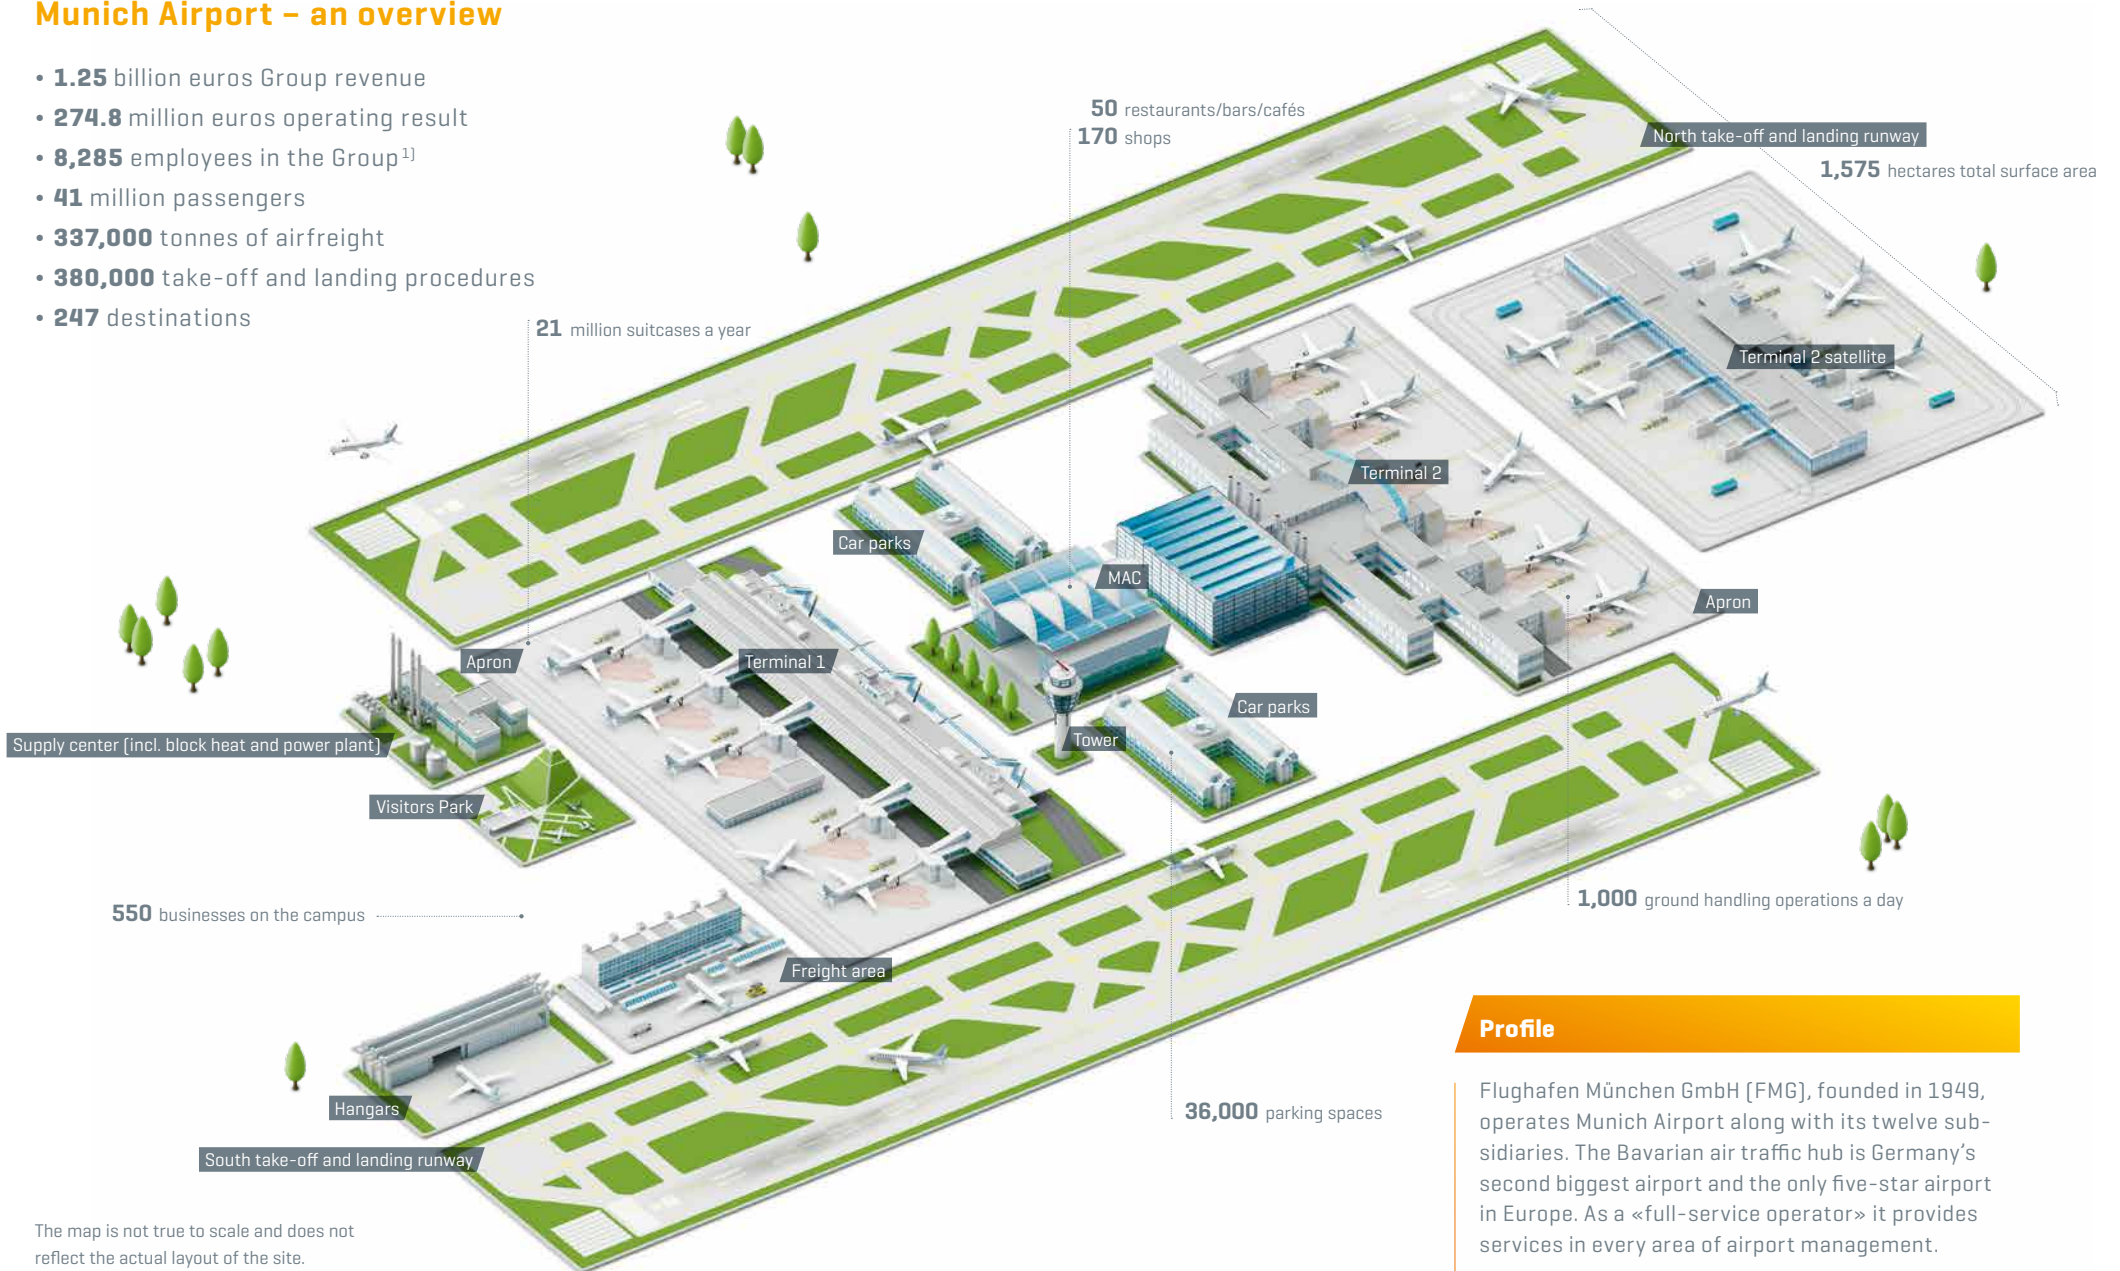 Munich Airport – an overview
• 1.25 billion euros Group revenue
• 274.8 million euros operating result
• 8,285 employees in the Group 1)
• 41 million passengers
• 337,000 tonnes of airfreight
• 380,000 take-off and landing procedures
• 247 destinations
50 restaurants/bars/cafés
170 shops
North take-off and landing runway
1,575 hectares total surface area
21 million suitcases a year
Terminal 2 satellite
Terminal 2
Car parks
MAC
Apron
Apron
Terminal 1
Car parks
Tower
Supply center (incl. block heat and power plant)
Visitors Park
550 businesses on the campus
1,000 ground handling operations a day
Freight area
Hangars
36,000 parking spaces
South take-off and landing runway
The map is not true to scale and does not
reflect the actual layout of the site.
Profile
Flughafen München GmbH (FMG), founded in 1949,
operates Munich Airport along with its twelve sub-
sidiaries. The Bavarian air traffic hub is Germany's
second biggest airport and the only five-star airport
in Europe. As a «full-service operator» it provides
services in every area of airport management.